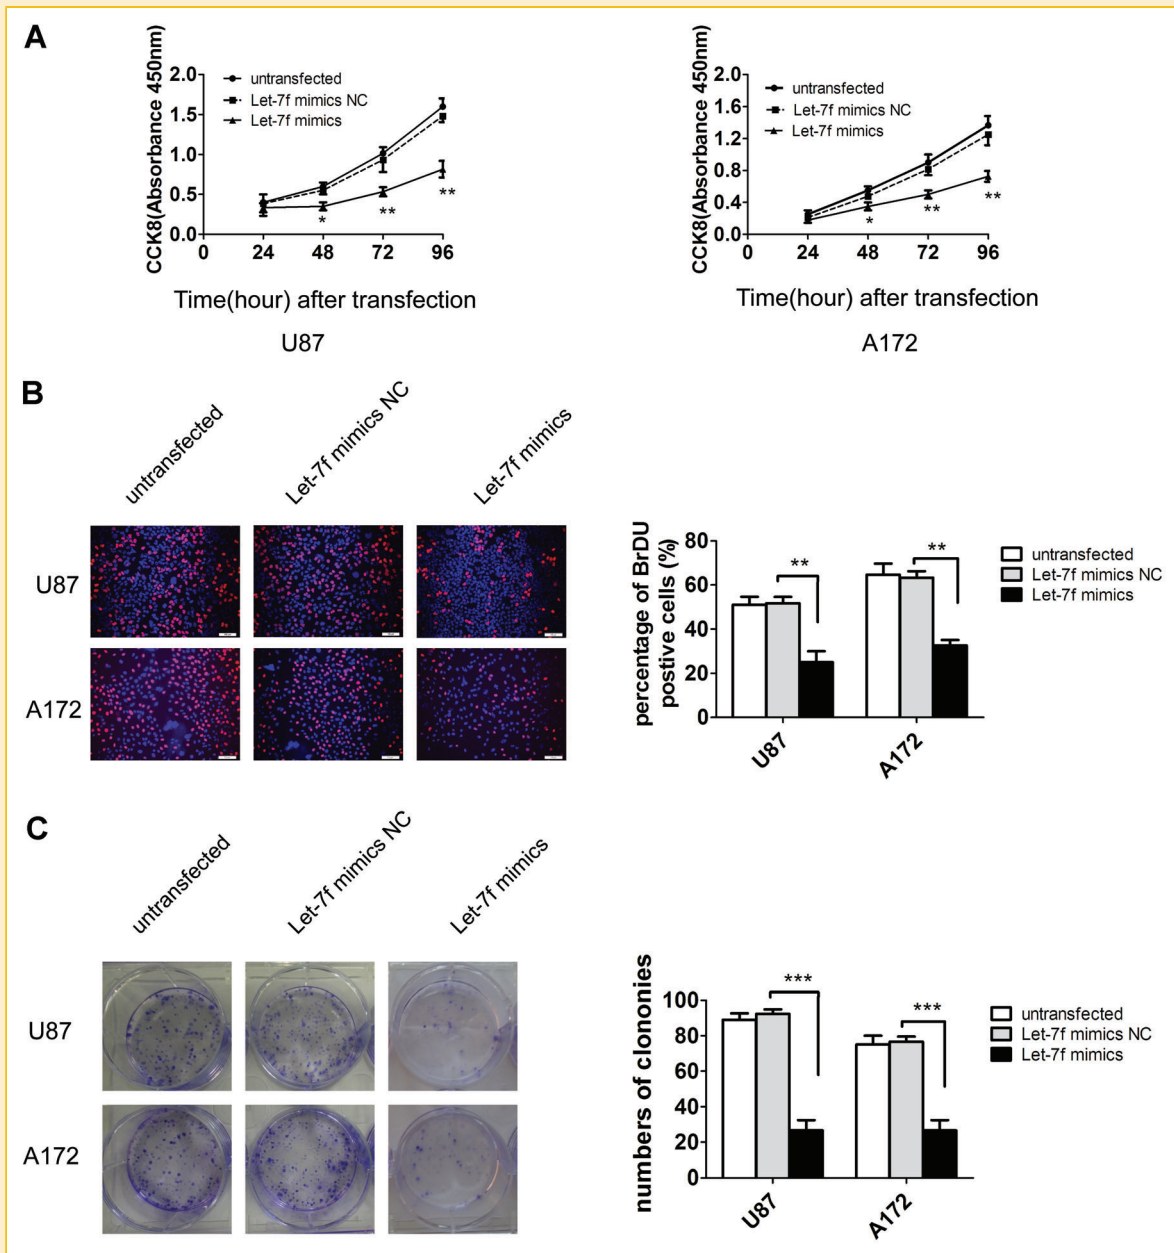 A
CCK8(Absorbance 450nm)
2.0
1.5
1.0
0.5
0.0
untransfected
Let-7f mimics NC
Let-7f mimics
*
**
**
0 24 48 72 96
Time(hour) after transfection
U87
CCK8(Absorbance 450nm)
2.0
1.6
1.2
0.8
0.4
0.0
untransfected
Let-7f mimics NC
Let-7f mimics
*
**
**
0 24 48 72 96
Time(hour) after transfection
A172
B
untransfected
Let-7f mimics NC
Let-7f mimics
U87
A172
percentage of BrDU
postive cells (%)
80
60
40
20
0
**
**
U87
A172
untransfected
Let-7f mimics NC
Let-7f mimics
C
untransfected
Let-7f mimics NC
Let-7f mimics
U87
A172
numbers of clononies
100
80
60
40
20
0
***
***
U87
A172
untransfected
Let-7f mimics NC
Let-7f mimics